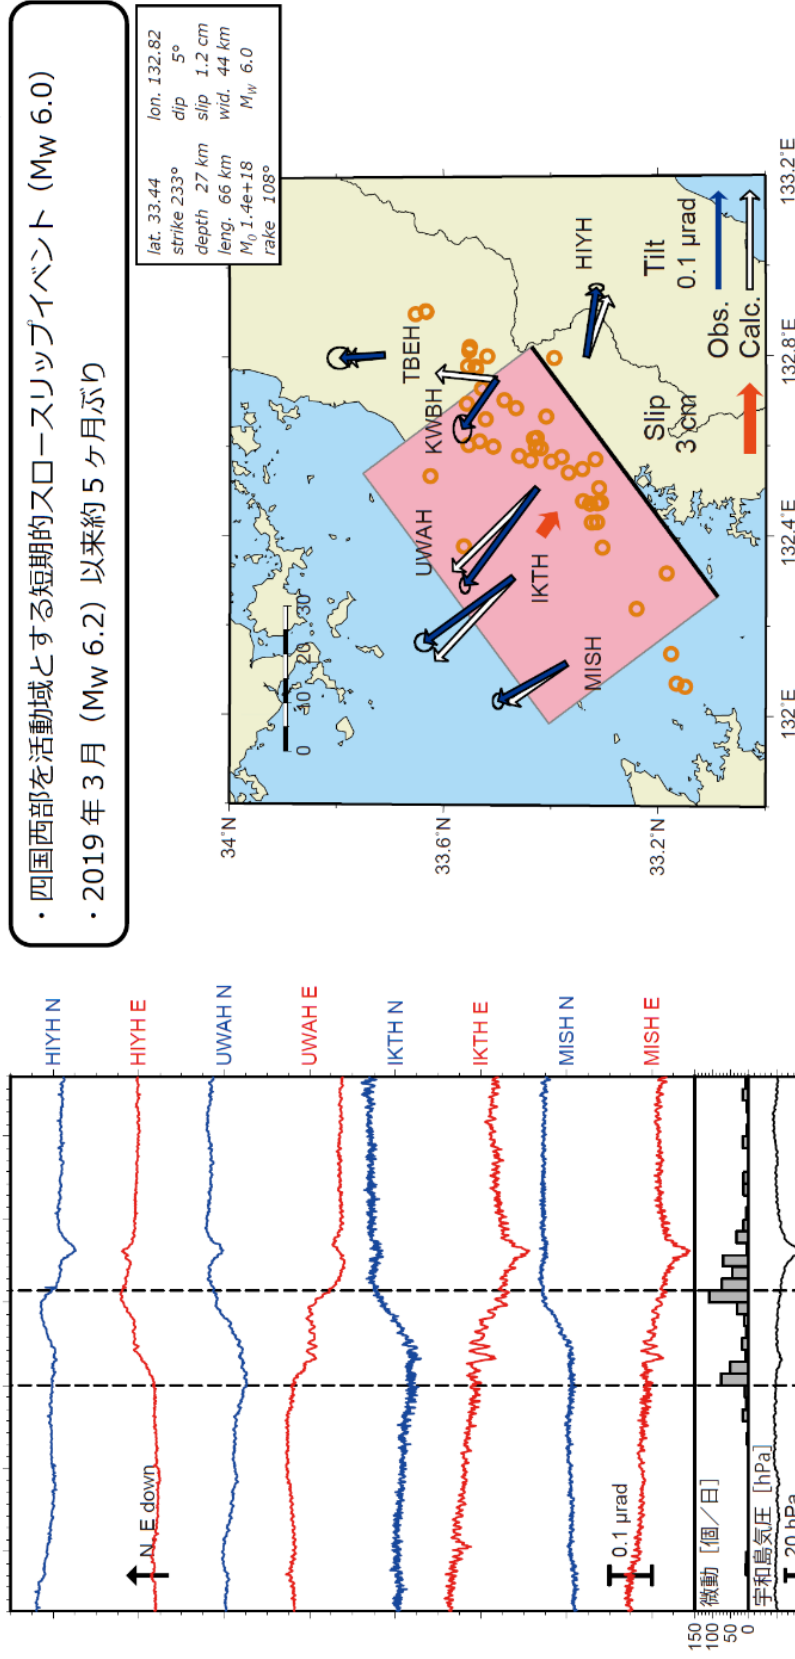 ・四国西部を活動域とする短期的スロースリップイベント（Mw 6.0）
・2019 年 3 月（Mw 6.2）以来約 5 ヶ月ぶり
lat. 33.44 lon. 132.82
strike 233° dip 5°
depth 27 km slip 1.2 cm
leng. 66 km wid. 44 km
M0 1.4e+18 Mw 6.0
rake 108°
34°N
33.6°N
33.2°N
132°E
132.4°E
132.8°E
133.2°E
0 10 20 30
TBEH
KWBH
UWAH
IKTH
MISH
HIYH
Slip
3 cm
Tilt
0.1 μrad
Obs.
Calc.
HIYH N
HIYH E
UWAH N
UWAH E
IKTH N
IKTH E
MISH N
MISH E
N, E down
0.1 μrad
微動［個／日］
150
100
50
0
宇和島気圧［hPa］
20 hPa